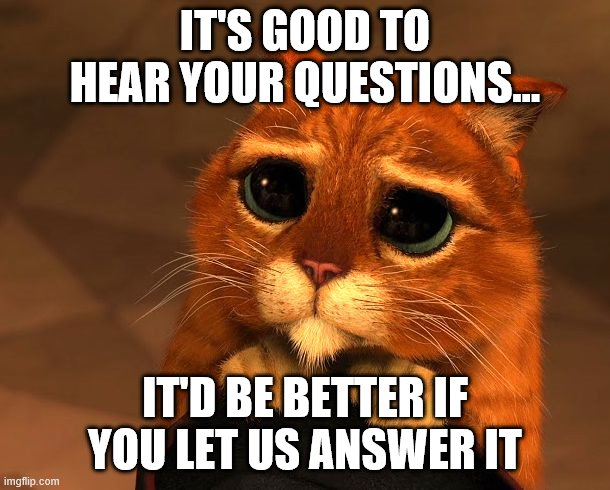 IT'S GOOD TO
HEAR YOUR QUESTIONS...
IT'D BE BETTER IF
YOU LET US ANSWER IT
imgflip.com